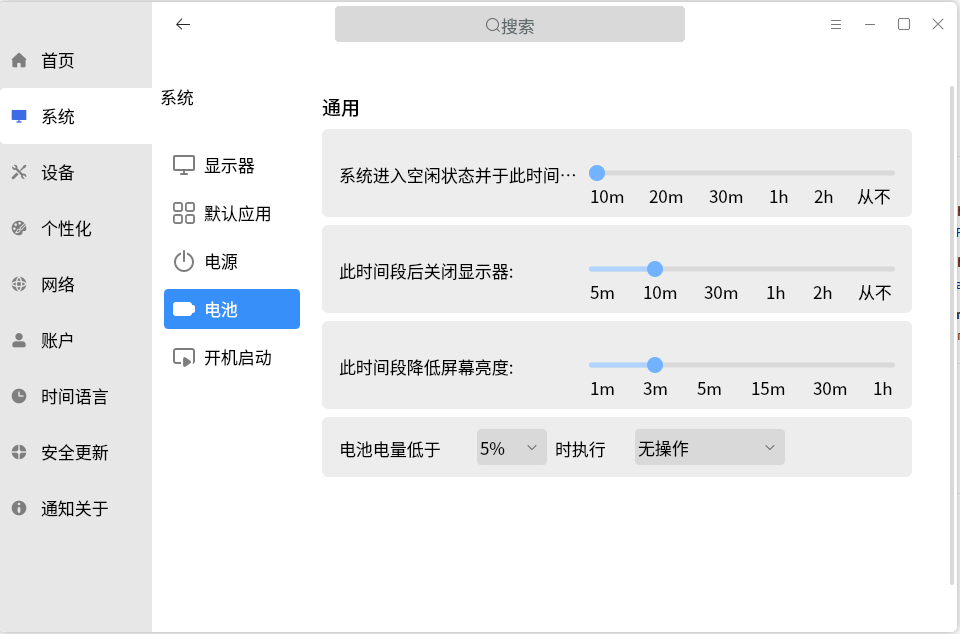 搜索
首页
系统
设备
个性化
网络
账户
时间语言
安全更新
通知关于
系统
显示器
默认应用
电源
电池
开机启动
通用
系统进入空闲状态并于此时间…
10m 20m 30m 1h 2h 从不
此时间段后关闭显示器:
5m 10m 30m 1h 2h 从不
此时间段降低屏幕亮度:
1m 3m 5m 15m 30m 1h
电池电量低于 5% 时执行 无操作